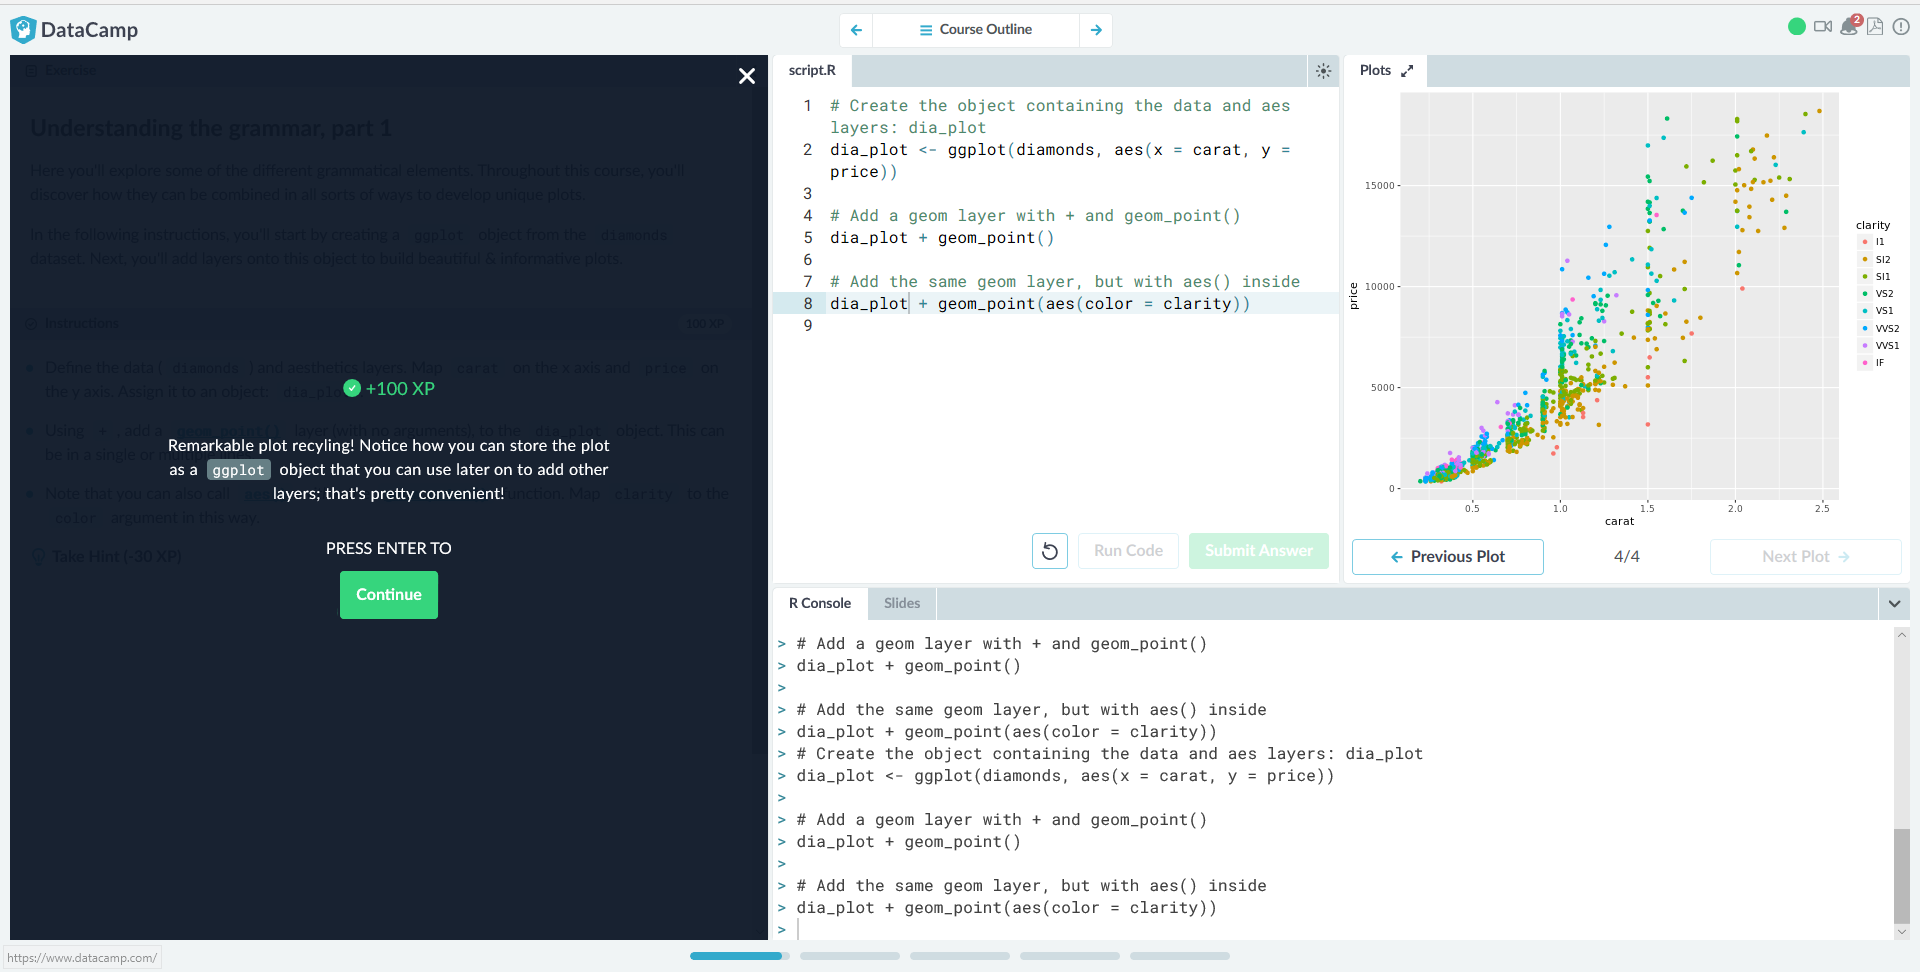 DataCamp
Course Outline
2
Exercise
Understanding the grammar, part 1
Here you'll explore some of the different grammatical elements. Throughout this course, you'll
discover how they can be combined in all sorts of ways to develop unique plots.
In the following instructions, you'll start by creating a ggplot object from the diamonds
dataset. Next, you'll add layers onto this object to build beautiful & informative plots.
Instructions
100 XP
Define the data ( diamonds ) and aesthetics layers. Map carat on the x axis and price on
the y axis. Assign it to an object: dia_plo
Using + , add a geom_point() layer (with no arguments), to the dia_plot object. This can
be in a single or multiple
Note that you can also call function. Map clarity to the
color argument in this way.
Take Hint (-30 XP)
+100 XP
Remarkable plot recyling! Notice how you can store the plot
as a ggplot object that you can use later on to add other
layers; that's pretty convenient!
PRESS ENTER TO
Continue
https://www.datacamp.com/
script.R
1 # Create the object containing the data and aes
layers: dia_plot
2 dia_plot <- ggplot(diamonds, aes(x = carat, y =
price))
3
4 # Add a geom layer with + and geom_point()
5 dia_plot + geom_point()
6
7 # Add the same geom layer, but with aes() inside
8 dia_plot + geom_point(aes(color = clarity))
9
Run Code
Submit Answer
Plots
15000
10000
5000
0
price
0.5 1.0 1.5 2.0 2.5
carat
clarity
I1
SI2
SI1
VS2
VS1
VVS2
VVS1
IF
Previous Plot
4/4
Next Plot
R Console
Slides
> # Add a geom layer with + and geom_point()
> dia_plot + geom_point()
>
> # Add the same geom layer, but with aes() inside
> dia_plot + geom_point(aes(color = clarity))
> # Create the object containing the data and aes layers: dia_plot
> dia_plot <- ggplot(diamonds, aes(x = carat, y = price))
>
> # Add a geom layer with + and geom_point()
> dia_plot + geom_point()
>
> # Add the same geom layer, but with aes() inside
> dia_plot + geom_point(aes(color = clarity))
>